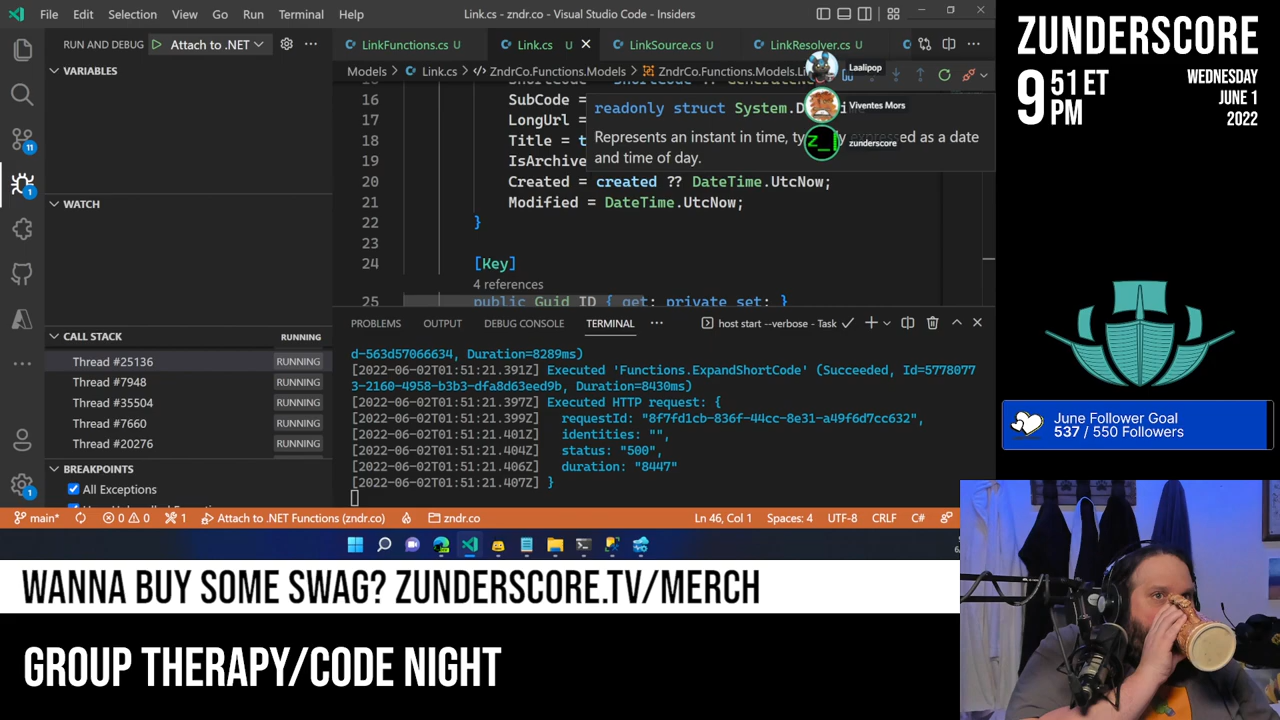 File Edit Selection View Go Run Terminal Help
Link.cs - zndr.co - Visual Studio Code - Insiders
RUN AND DEBUG Attach to .NET
LinkFunctions.cs U
Link.cs U
LinkSource.cs U
LinkResolver.cs U
Models > Link.cs > ZndrCo.Functions.Models > ZndrCo.Functions.Models.Li
VARIABLES
WATCH
CALL STACK RUNNING
Thread #25136 RUNNING
Thread #7948 RUNNING
Thread #35504 RUNNING
Thread #7660 RUNNING
Thread #20276 RUNNING
BREAKPOINTS
All Exceptions
16 SubCode =
17 LongUrl =
18 Title = t
19 IsArchive
20 Created = created ?? DateTime.UtcNow;
21 Modified = DateTime.UtcNow;
22 }
23
24 [Key]
4 references
25 public Guid ID { get; private set; }
readonly struct System.D
Represents an instant in time, ty ed as a date
and time of day.
Laalipop
Viventes Mors
zunderscore
PROBLEMS OUTPUT DEBUG CONSOLE TERMINAL
host start --verbose - Task
d-563d57066634, Duration=8289ms)
[2022-06-02T01:51:21.391Z] Executed 'Functions.ExpandShortCode' (Succeeded, Id=5778077
3-2160-4958-b3b3-dfa8d63eed9b, Duration=8430ms)
[2022-06-02T01:51:21.397Z] Executed HTTP request: {
[2022-06-02T01:51:21.399Z] requestId: "8f7fd1cb-836f-44cc-8e31-a49f6d7cc632",
[2022-06-02T01:51:21.401Z] identities: "",
[2022-06-02T01:51:21.404Z] status: "500",
[2022-06-02T01:51:21.406Z] duration: "8447"
[2022-06-02T01:51:21.407Z] }
main* 0 0 1 Attach to .NET Functions (zndr.co) zndr.co
Ln 46, Col 1 Spaces: 4 UTF-8 CRLF C#
ZUNDERSCORE
9 51 ET
PM
WEDNESDAY
JUNE 1
2022
June Follower Goal
537 / 550 Followers
WANNA BUY SOME SWAG? ZUNDERSCORE.TV/MERCH
GROUP THERAPY/CODE NIGHT